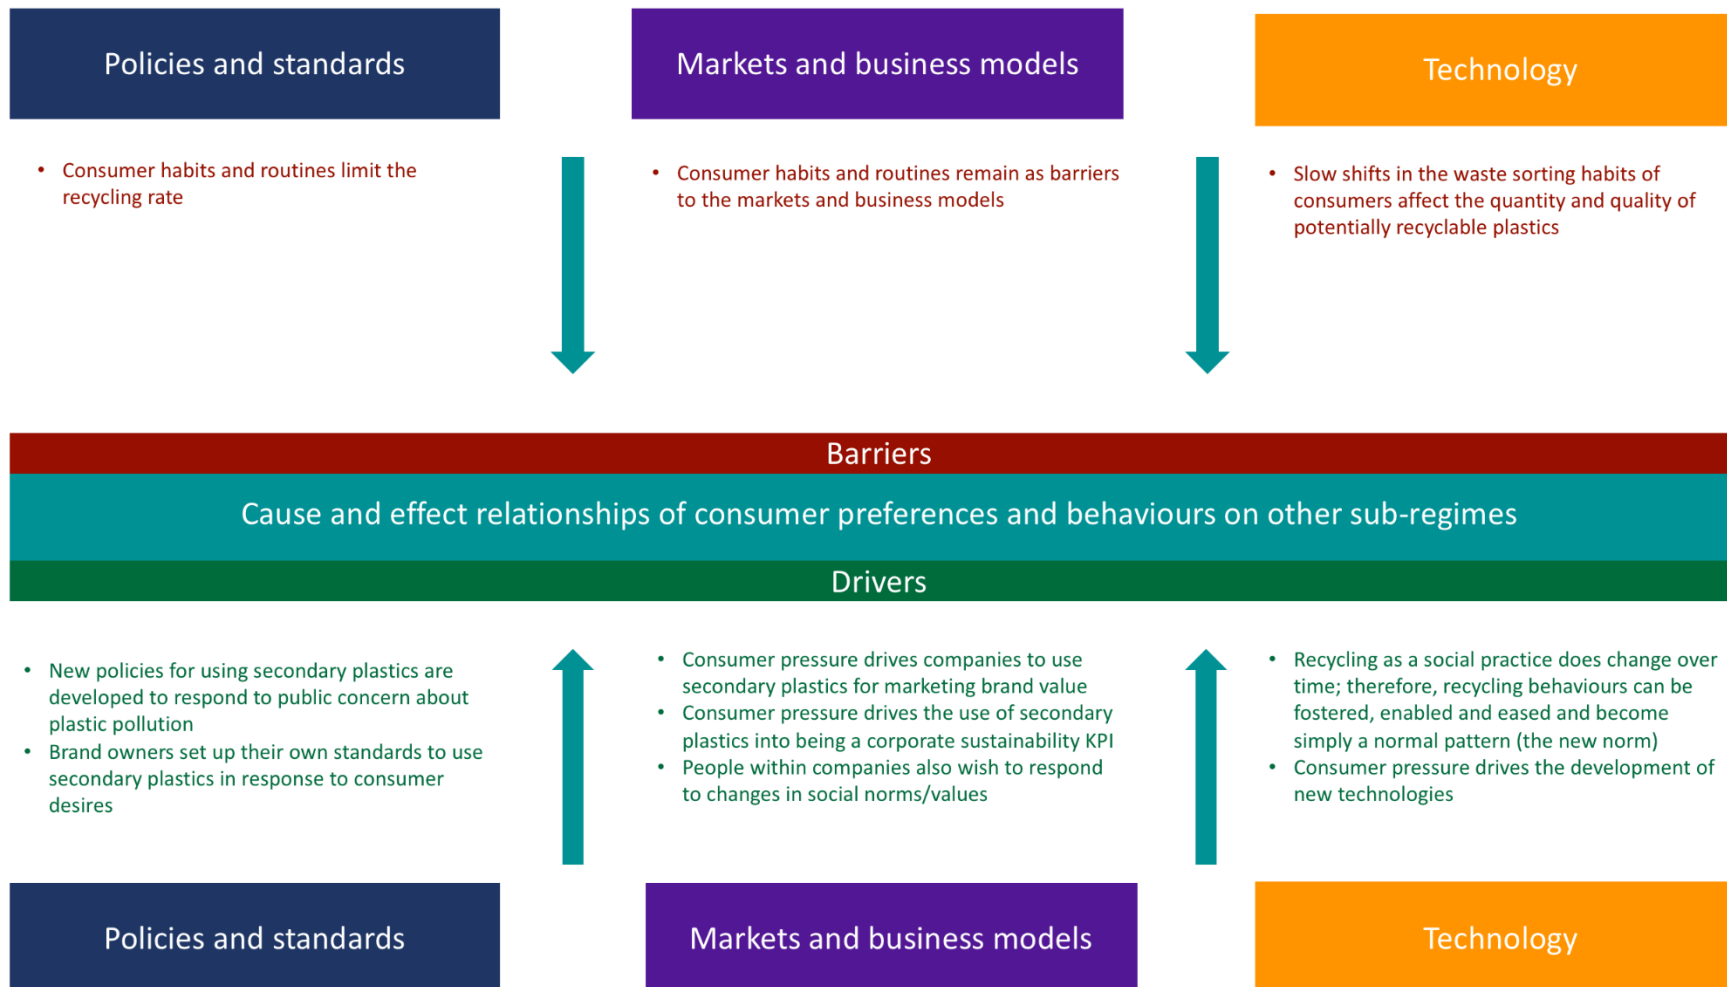 Policies and standards
Markets and business models
Technology
• Consumer habits and routines limit the
recycling rate
• Consumer habits and routines remain as barriers
to the markets and business models
• Slow shifts in the waste sorting habits of
consumers affect the quantity and quality of
potentially recyclable plastics
Barriers
Cause and effect relationships of consumer preferences and behaviours on other sub-regimes
Drivers
• New policies for using secondary plastics are
developed to respond to public concern about
plastic pollution
• Brand owners set up their own standards to use
secondary plastics in response to consumer
desires
• Consumer pressure drives companies to use
secondary plastics for marketing brand value
• Consumer pressure drives the use of secondary
plastics into being a corporate sustainability KPI
• People within companies also wish to respond
to changes in social norms/values
• Recycling as a social practice does change over
time; therefore, recycling behaviours can be
fostered, enabled and eased and become
simply a normal pattern (the new norm)
• Consumer pressure drives the development of
new technologies
Policies and standards
Markets and business models
Technology